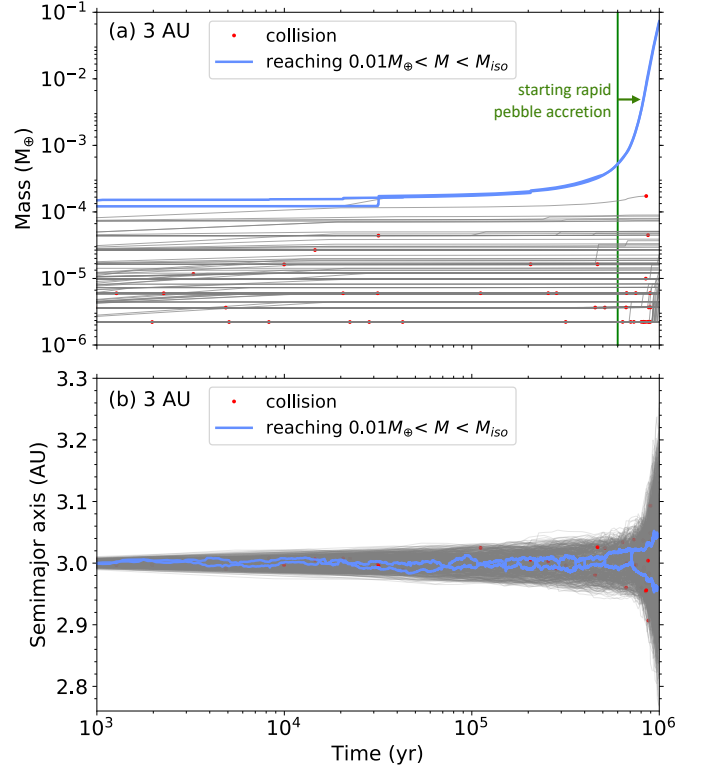 (a) 3 AU
collision
reaching 0.01M⊕ < M < Miso
starting rapid
pebble accretion
Mass (M⊕)
10⁻¹
10⁻²
10⁻³
10⁻⁴
10⁻⁵
10⁻⁶
(b) 3 AU
collision
reaching 0.01M⊕ < M < Miso
Semimajor axis (AU)
3.3
3.2
3.1
3.0
2.9
2.8
10³
10⁴
10⁵
10⁶
Time (yr)